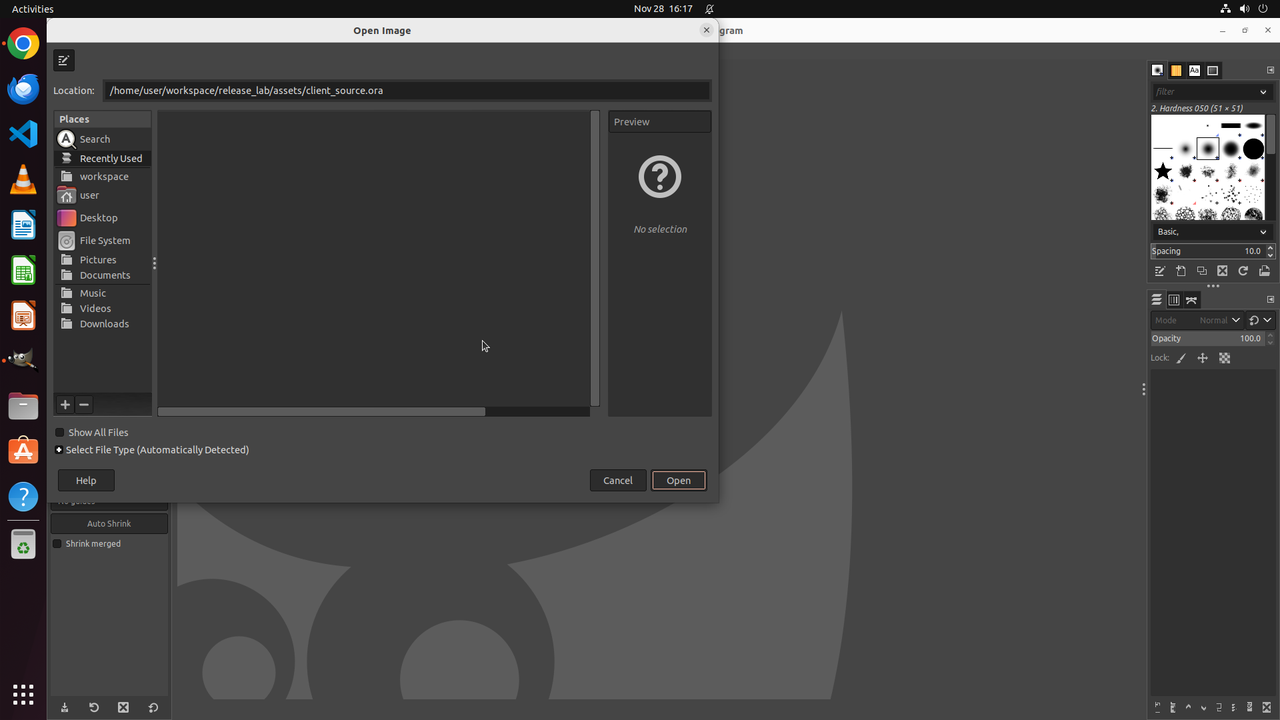 Activities
Nov 28 16:17
Open Image
gram
Location:
/home/user/workspace/release_lab/assets/client_source.ora
Places
Search
Recently Used
workspace
user
Desktop
File System
Pictures
Documents
Music
Videos
Downloads
Preview
No selection
Show All Files
Select File Type (Automatically Detected)
Help
Cancel
Open
Auto Shrink
Shrink merged
filter
2. Hardness 050 (51 × 51)
Basic,
Spacing 10.0
Mode Normal
Opacity 100.0
Lock: